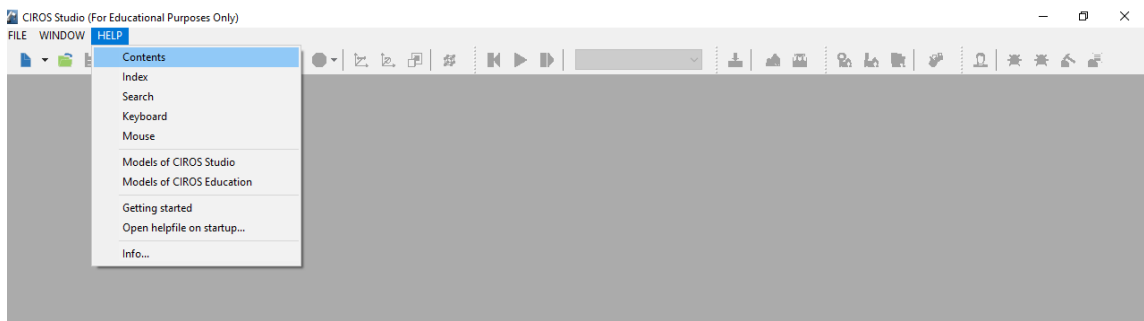 CIROS Studio (For Educational Purposes Only)
FILE WINDOW HELP
Contents
Index
Search
Keyboard
Mouse
Models of CIROS Studio
Models of CIROS Education
Getting started
Open helpfile on startup...
Info...